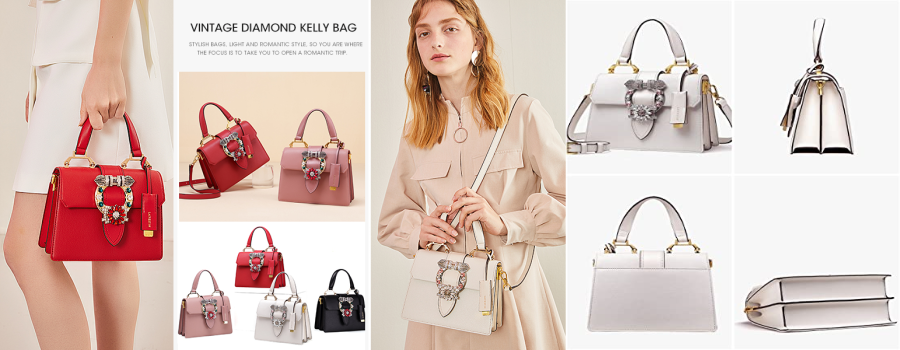 VINTAGE DIAMOND KELLY BAG
STYLISH BAGS, LIGHT AND ROMANTIC STYLE, SO YOU ARE WHERE
THE FOCUS IS TO TAKE YOU TO OPEN A ROMANTIC TRIP.